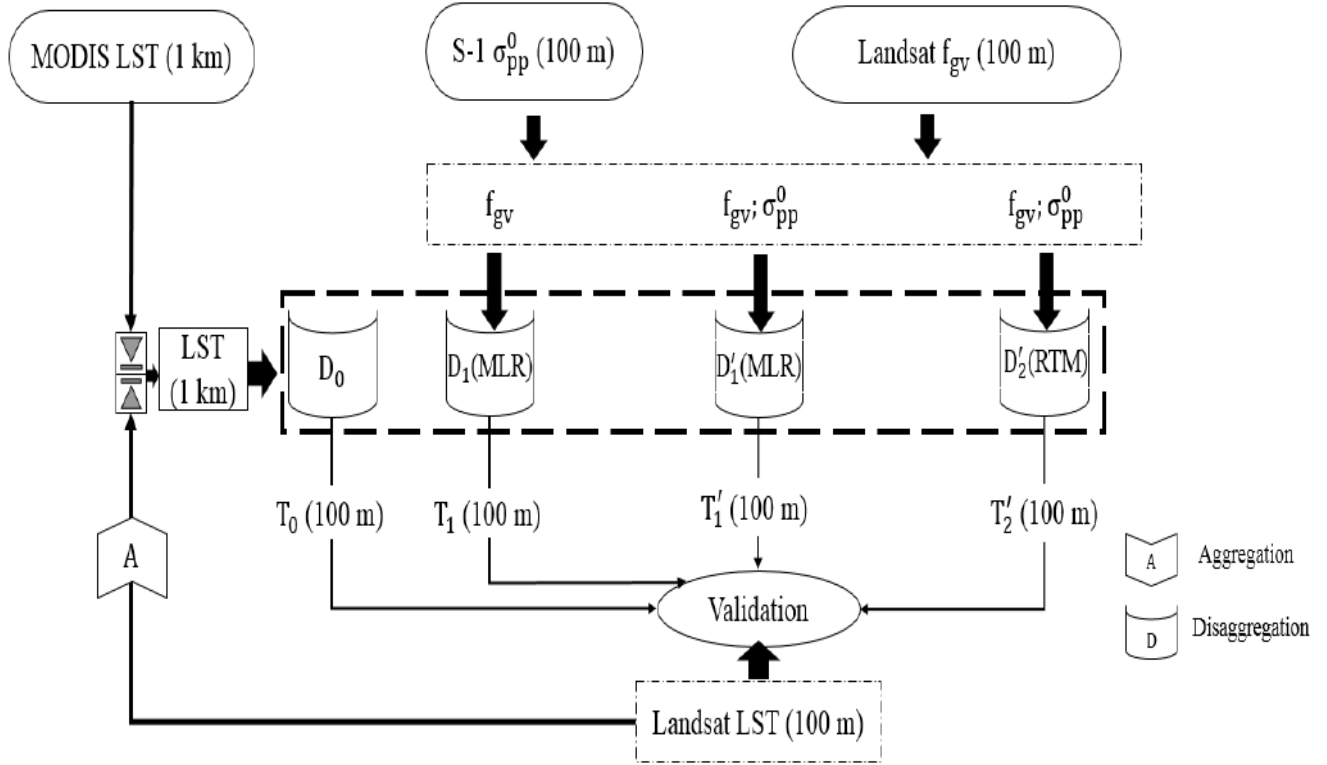 MODIS LST (1 km)
S-1 σ⁰pp (100 m)
Landsat fgv (100 m)
fgv
fgv; σ⁰pp
fgv; σ⁰pp
LST
(1 km)
D₀
D₁(MLR)
D′₁(MLR)
D′₂(RTM)
T₀ (100 m)
T₁ (100 m)
T′₁ (100 m)
T′₂ (100 m)
A
A
Aggregation
Validation
D
Disaggregation
Landsat LST (100 m)